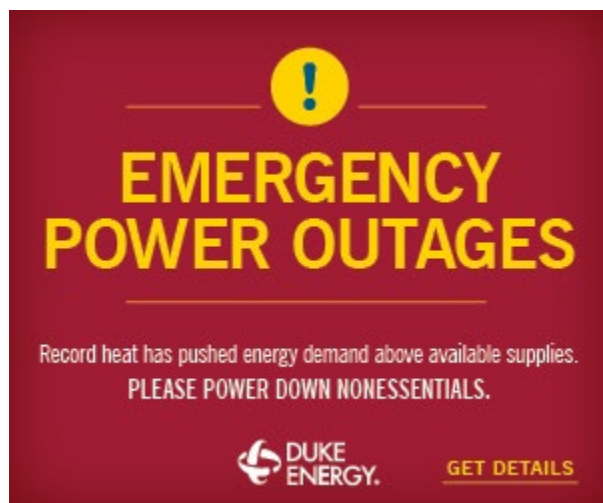 !
EMERGENCY
POWER OUTAGES
Record heat has pushed energy demand above available supplies.
PLEASE POWER DOWN NONESSENTIALS.
DUKE
ENERGY.
GET DETAILS